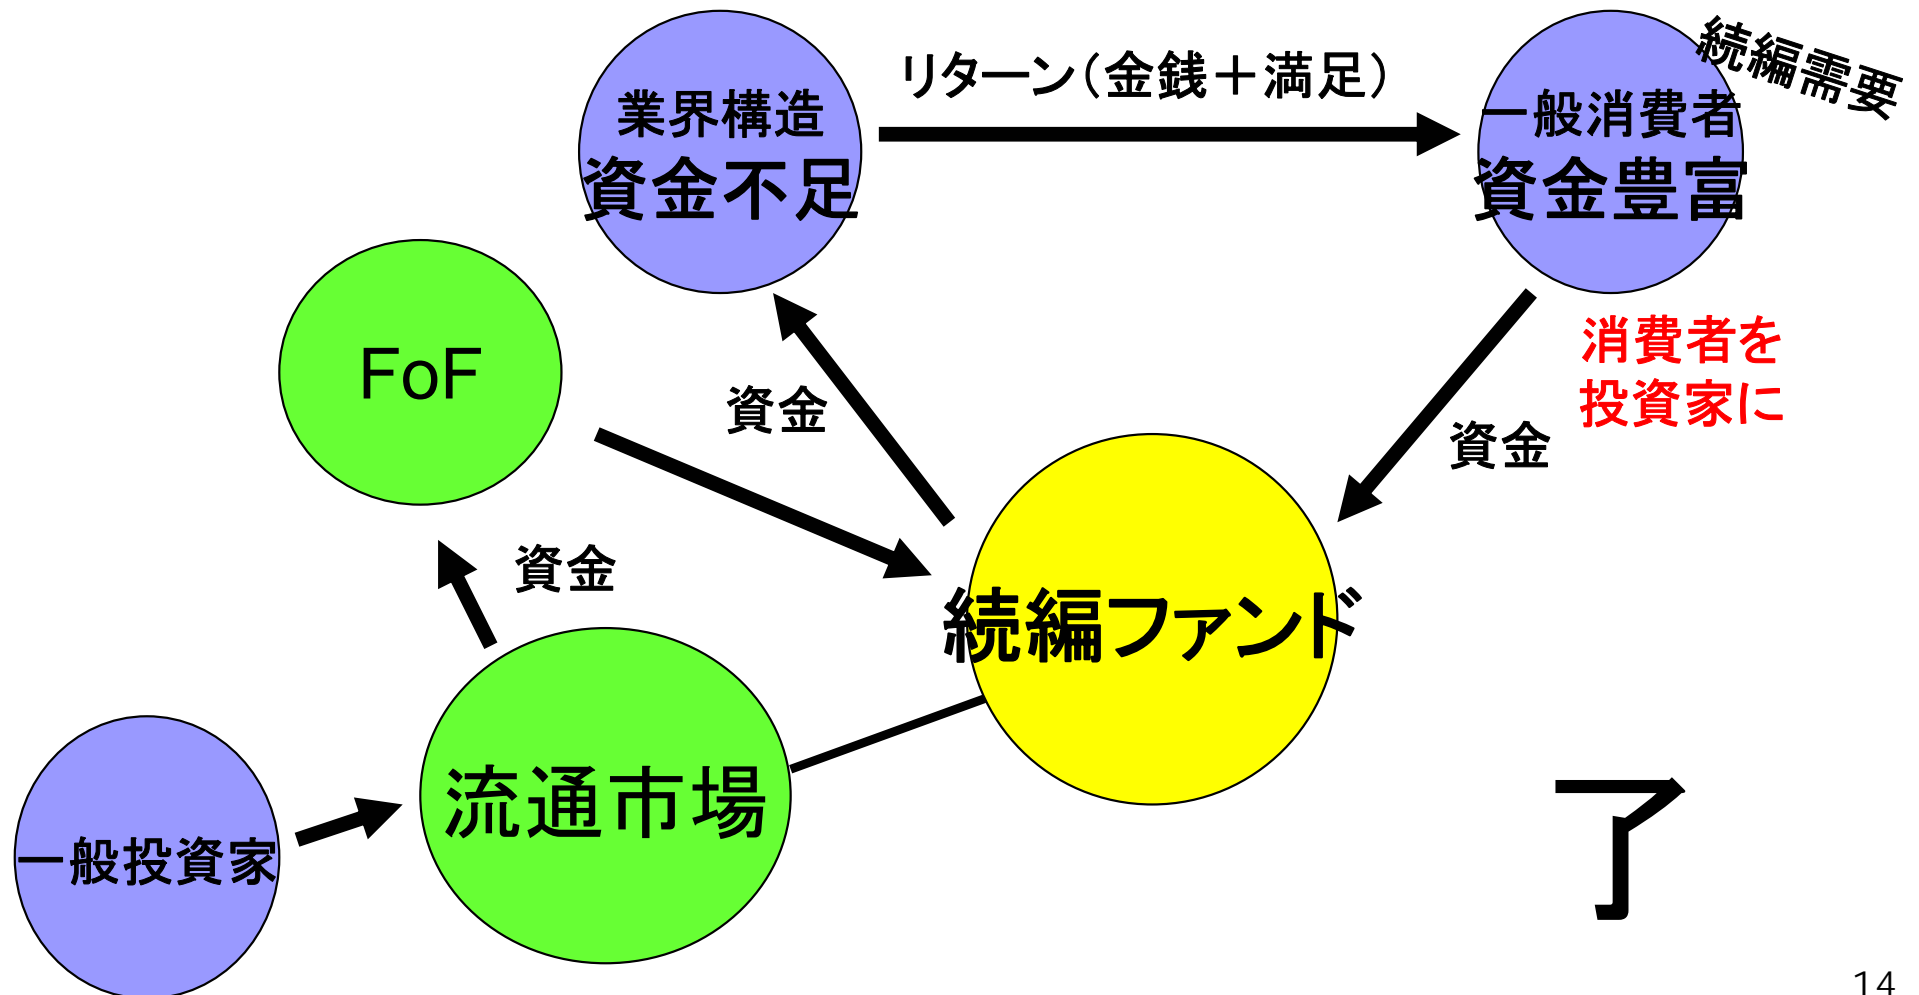 続編需要
リターン（金銭＋満足）
業界構造
資金不足
一般消費者
資金豊富
消費者を
投資家に
FoF
資金
資金
資金
続編ファンド
流通市場
一般投資家
了
14